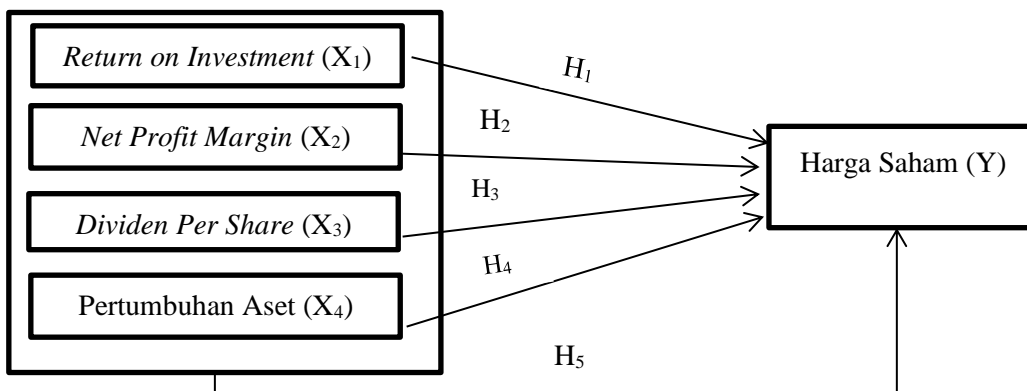 Return on Investment (X₁)
H₁
Net Profit Margin (X₂)
H₂
Harga Saham (Y)
H₃
Dividen Per Share (X₃)
H₄
Pertumbuhan Aset (X₄)
H₅